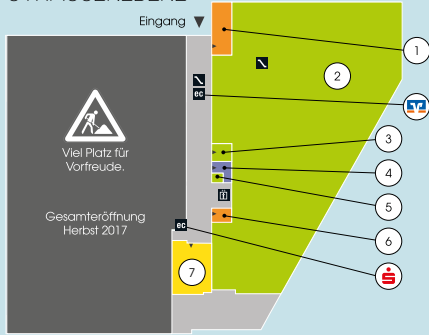 Eingang
1
2
ec
3
Viel Platz für
Vorfreude.
4
5
Gesamteröffnung
Herbst 2017
6
ec
7